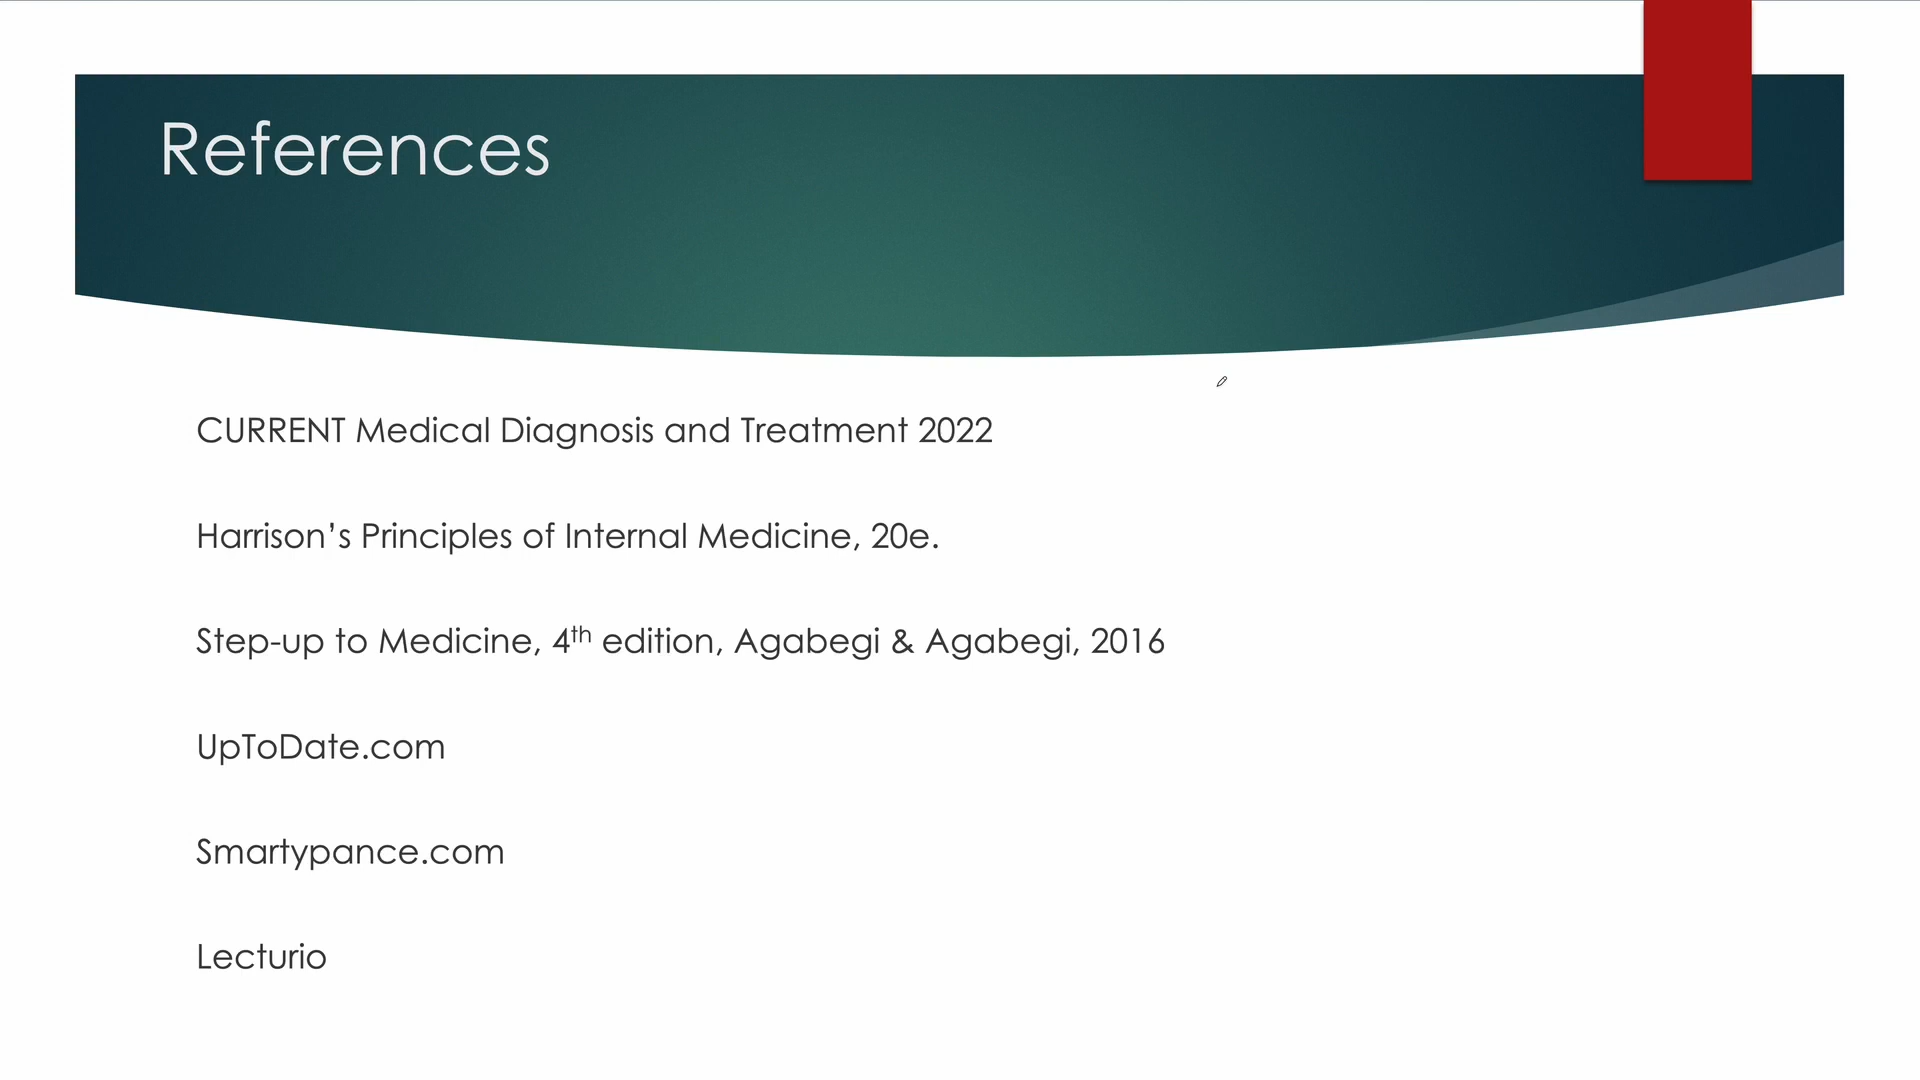 References
CURRENT Medical Diagnosis and Treatment 2022
Harrison’s Principles of Internal Medicine, 20e.
Step-up to Medicine, 4th edition, Agabegi & Agabegi, 2016
UpToDate.com
Smartypance.com
Lecturio